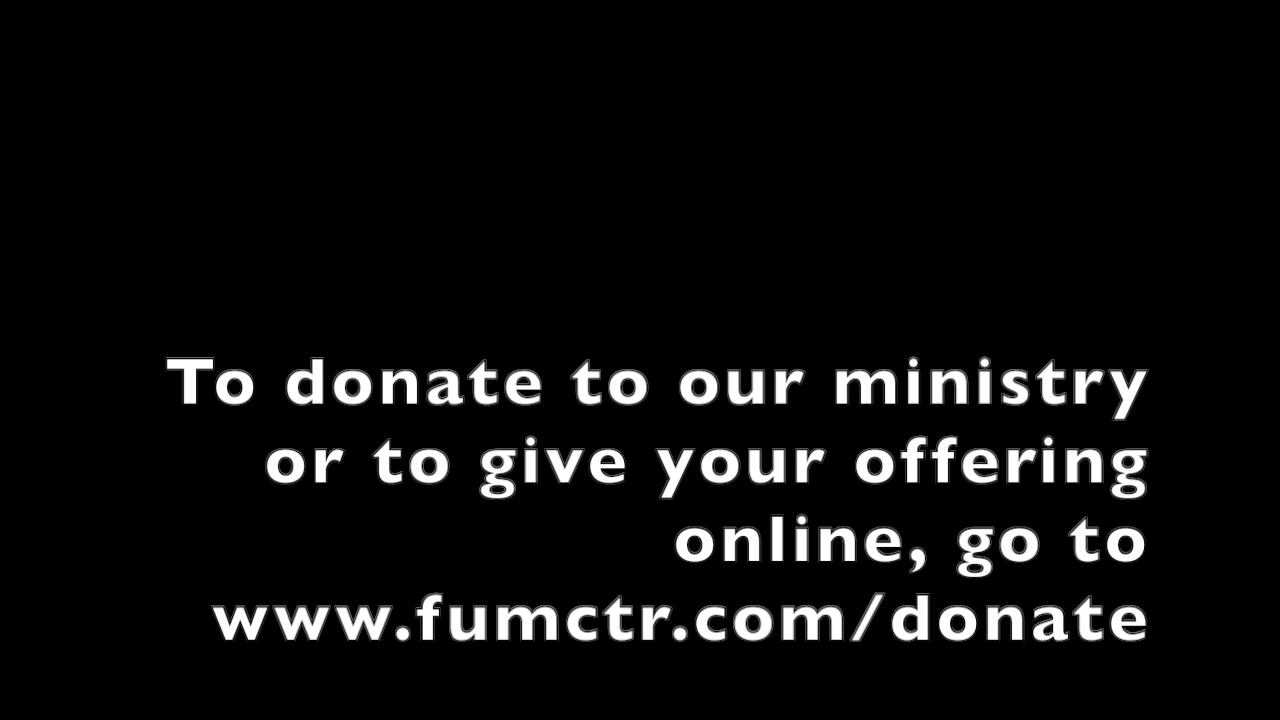 To donate to our ministry
or to give your offering
online, go to
www.fumctr.com/donate